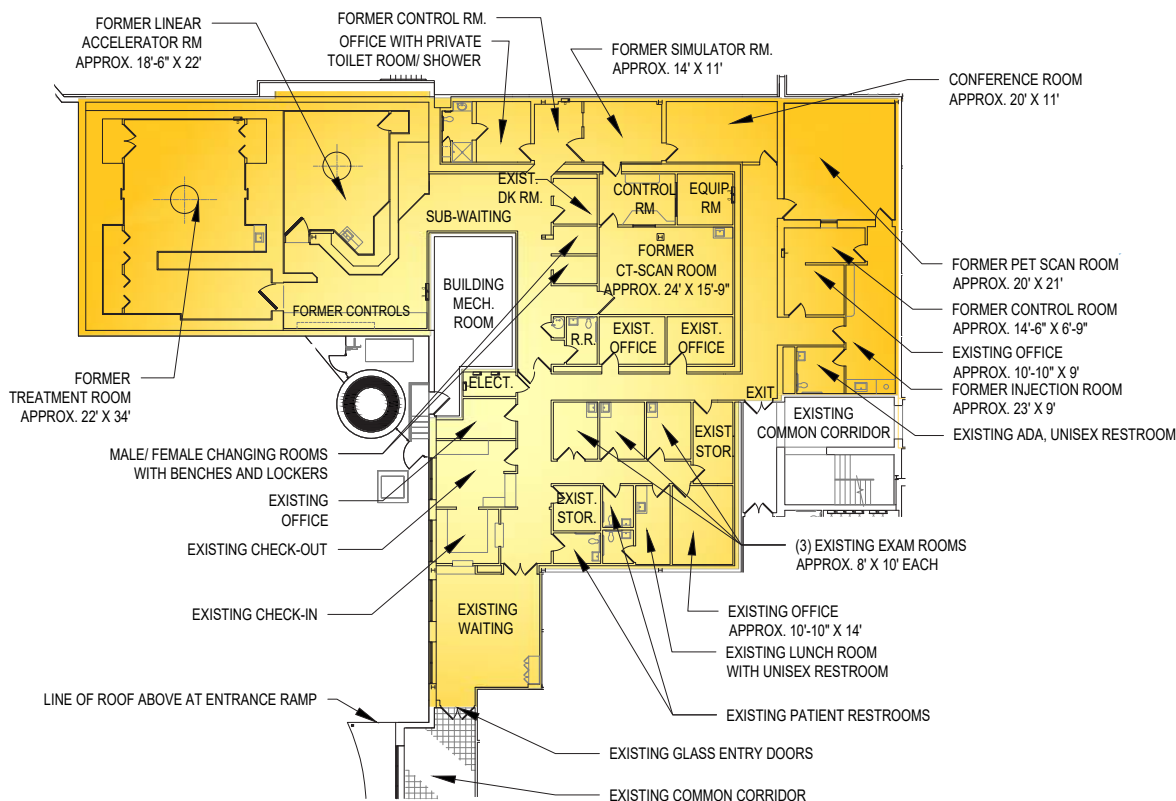 FORMER LINEAR
ACCELERATOR RM
APPROX. 18'-6" X 22'
FORMER CONTROL RM.
OFFICE WITH PRIVATE
TOILET ROOM/ SHOWER
FORMER SIMULATOR RM.
APPROX. 14' X 11'
CONFERENCE ROOM
APPROX. 20' X 11'
EXIST.
DK RM.
CONTROL
RM
EQUIP.
RM
SUB-WAITING
FORMER
CT-SCAN ROOM
APPROX. 24' X 15'-9"
BUILDING
MECH.
ROOM
FORMER CONTROLS
R.R.
EXIST.
OFFICE
EXIST.
OFFICE
FORMER PET SCAN ROOM
APPROX. 20' X 21'
FORMER CONTROL ROOM
APPROX. 14'-6" X 6'-9"
EXISTING OFFICE
APPROX. 10'-10" X 9'
FORMER INJECTION ROOM
APPROX. 23' X 9'
EXISTING ADA, UNISEX RESTROOM
FORMER
TREATMENT ROOM
APPROX. 22' X 34'
ELECT.
EXIT
EXISTING
COMMON CORRIDOR
EXIST.
STOR.
MALE/ FEMALE CHANGING ROOMS
WITH BENCHES AND LOCKERS
EXISTING
OFFICE
EXIST.
STOR.
EXISTING CHECK-OUT
(3) EXISTING EXAM ROOMS
APPROX. 8' X 10' EACH
EXISTING CHECK-IN
EXISTING
WAITING
EXISTING OFFICE
APPROX. 10'-10" X 14'
EXISTING LUNCH ROOM
WITH UNISEX RESTROOM
LINE OF ROOF ABOVE AT ENTRANCE RAMP
EXISTING PATIENT RESTROOMS
EXISTING GLASS ENTRY DOORS
EXISTING COMMON CORRIDOR